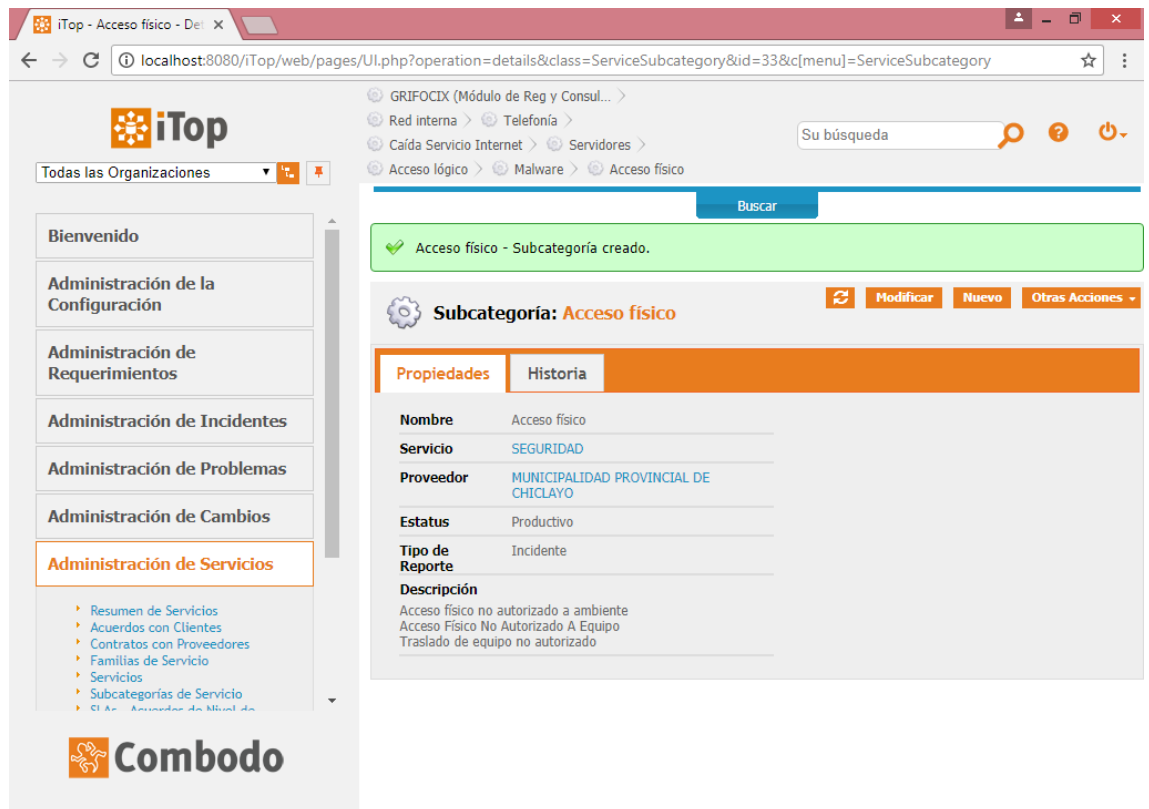 iTop - Acceso físico - Det
localhost:8080/iTop/web/pages/UI.php?operation=details&class=ServiceSubcategory&id=33&c[menu]=ServiceSubcategory
iTop
Todas las Organizaciones
GRIFOCIX (Módulo de Reg y Consul... >
Red interna > Telefonía >
Caída Servicio Internet > Servidores >
Acceso lógico > Malware > Acceso físico
Su búsqueda
Buscar
Acceso físico - Subcategoría creado.
Subcategoría: Acceso físico
Modificar
Nuevo
Otras Acciones
Propiedades
Historia
Nombre Acceso físico
Servicio SEGURIDAD
Proveedor MUNICIPALIDAD PROVINCIAL DE
CHICLAYO
Estatus Productivo
Tipo de Incidente
Reporte
Descripción
Acceso físico no autorizado a ambiente
Acceso Físico No Autorizado A Equipo
Traslado de equipo no autorizado
Bienvenido
Administración de la
Configuración
Administración de
Requerimientos
Administración de Incidentes
Administración de Problemas
Administración de Cambios
Administración de Servicios
Resumen de Servicios
Acuerdos con Clientes
Contratos con Proveedores
Familias de Servicio
Servicios
Subcategorías de Servicio
SLAs - Acuerdos de Nivel de
Combodo